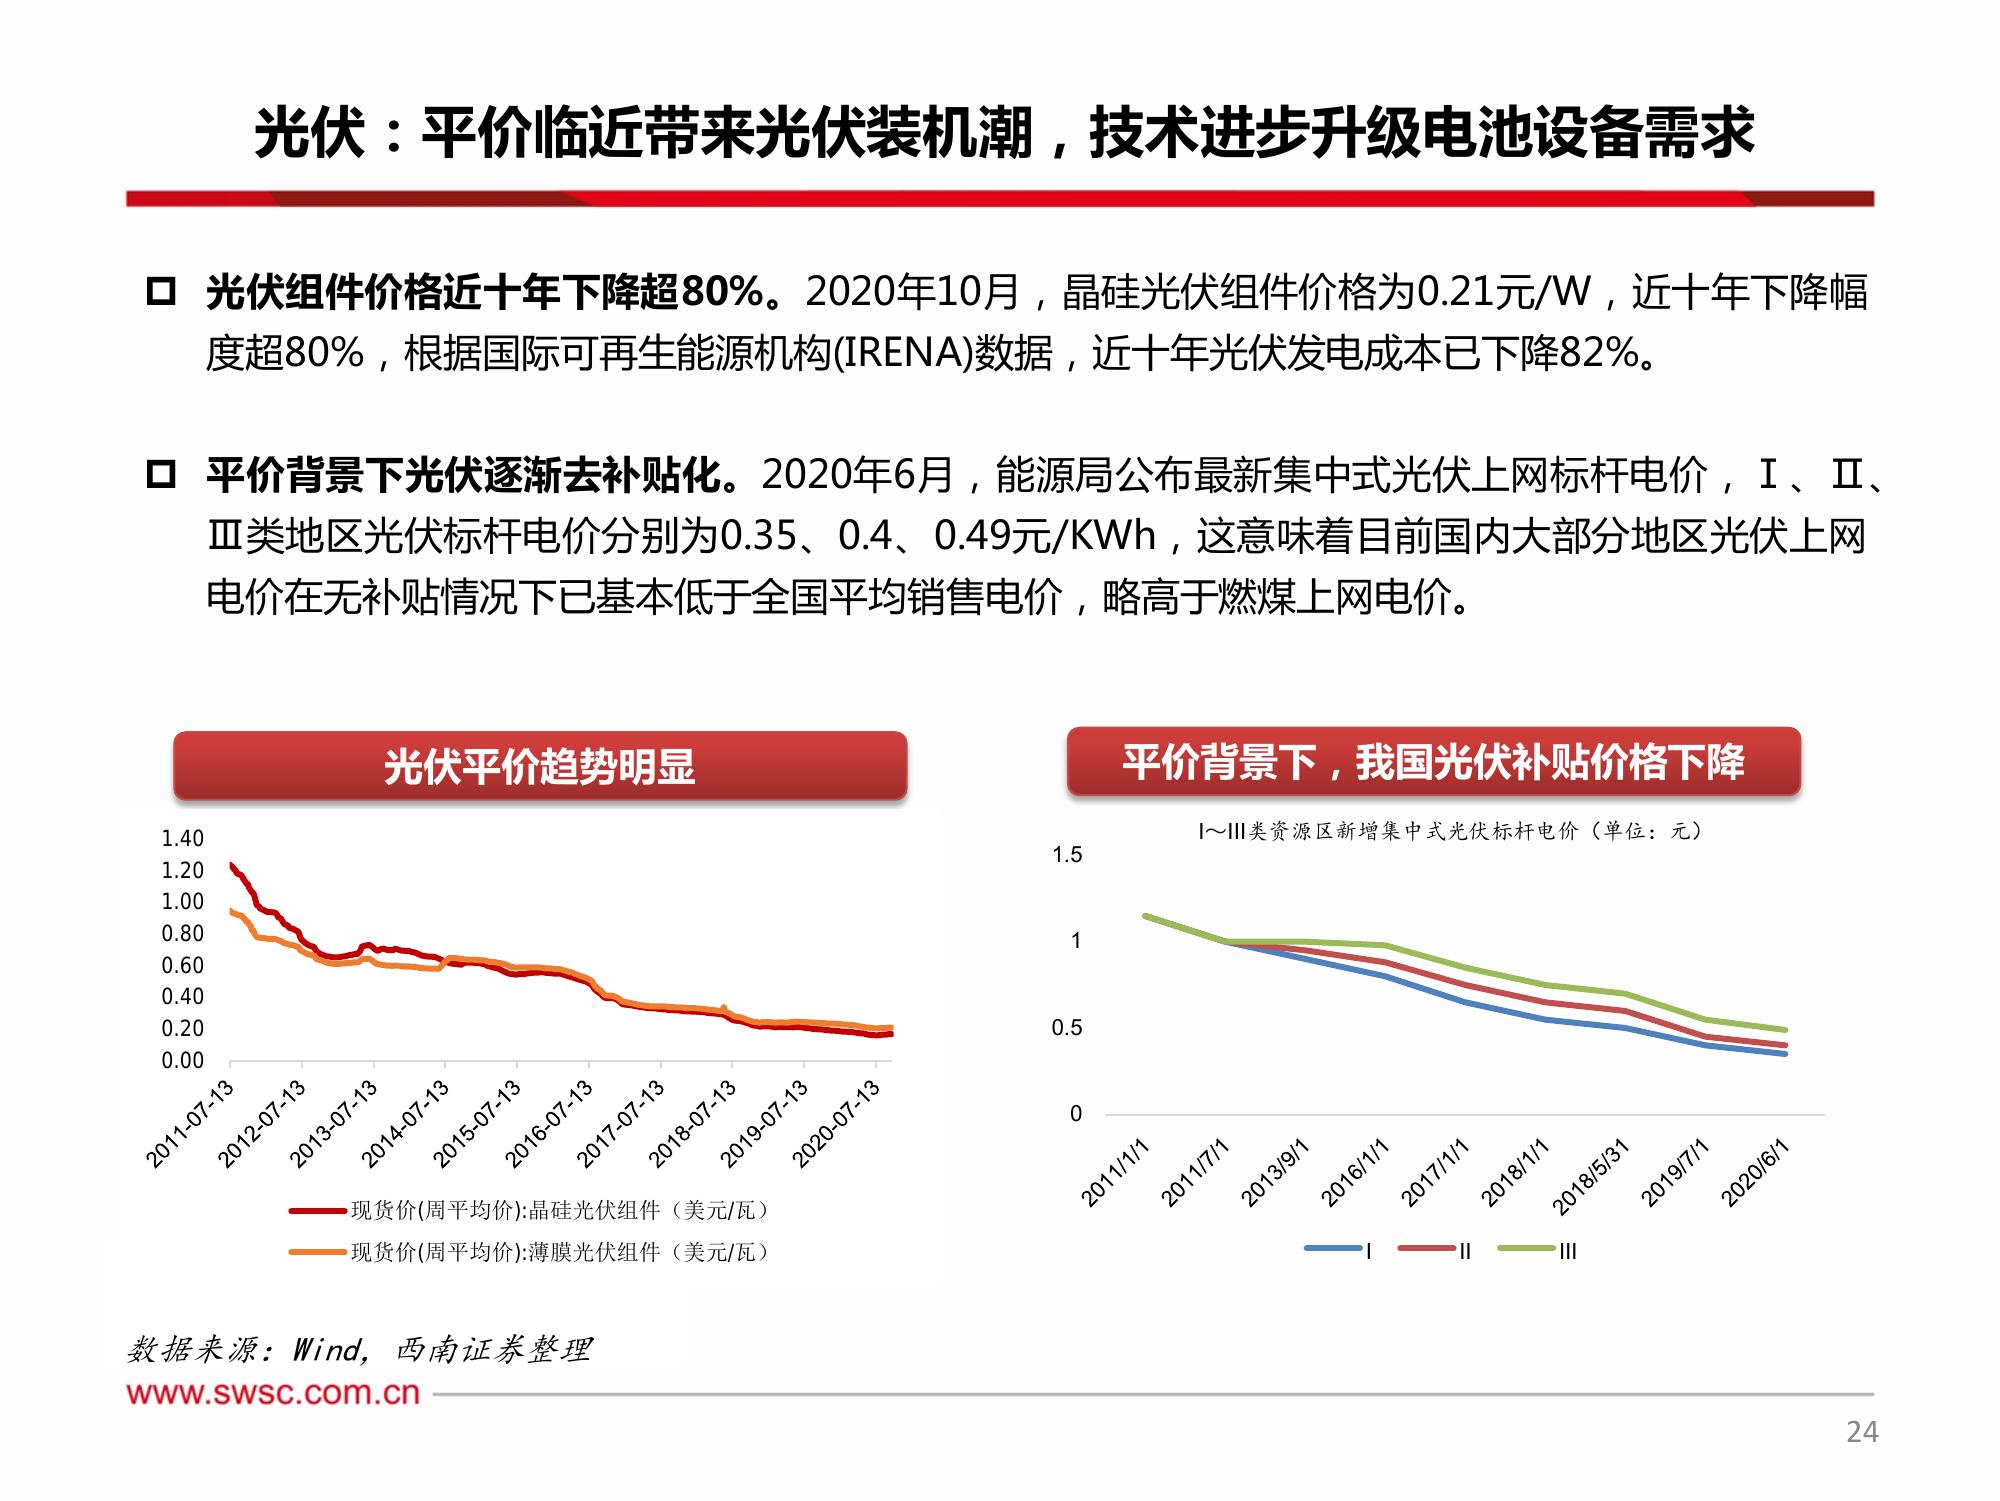 光伏：平价临近带来光伏装机潮，技术进步升级电池设备需求
光伏组件价格近十年下降超80%。2020年10月，晶硅光伏组件价格为0.21元/W，近十年下降幅
度超80%，根据国际可再生能源机构(IRENA)数据，近十年光伏发电成本已下降82%。
平价背景下光伏逐渐去补贴化。2020年6月，能源局公布最新集中式光伏上网标杆电价，Ⅰ、Ⅱ、
Ⅲ类地区光伏标杆电价分别为0.35、0.4、0.49元/KWh，这意味着目前国内大部分地区光伏上网
电价在无补贴情况下已基本低于全国平均销售电价，略高于燃煤上网电价。
光伏平价趋势明显
1.40
1.20
1.00
0.80
0.60
0.40
0.20
0.00
2011-07-13
2012-07-13
2013-07-13
2014-07-13
2015-07-13
2016-07-13
2017-07-13
2018-07-13
2019-07-13
2020-07-13
现货价(周平均价):晶硅光伏组件（美元/瓦）
现货价(周平均价):薄膜光伏组件（美元/瓦）
平价背景下，我国光伏补贴价格下降
I～III类资源区新增集中式光伏标杆电价（单位：元）
1.5
1
0.5
0
2011/1/1
2011/7/1
2013/9/1
2016/1/1
2017/1/1
2018/1/1
2018/5/31
2019/7/1
2020/6/1
I
II
III
数据来源：Wind，西南证券整理
www.swsc.com.cn
24